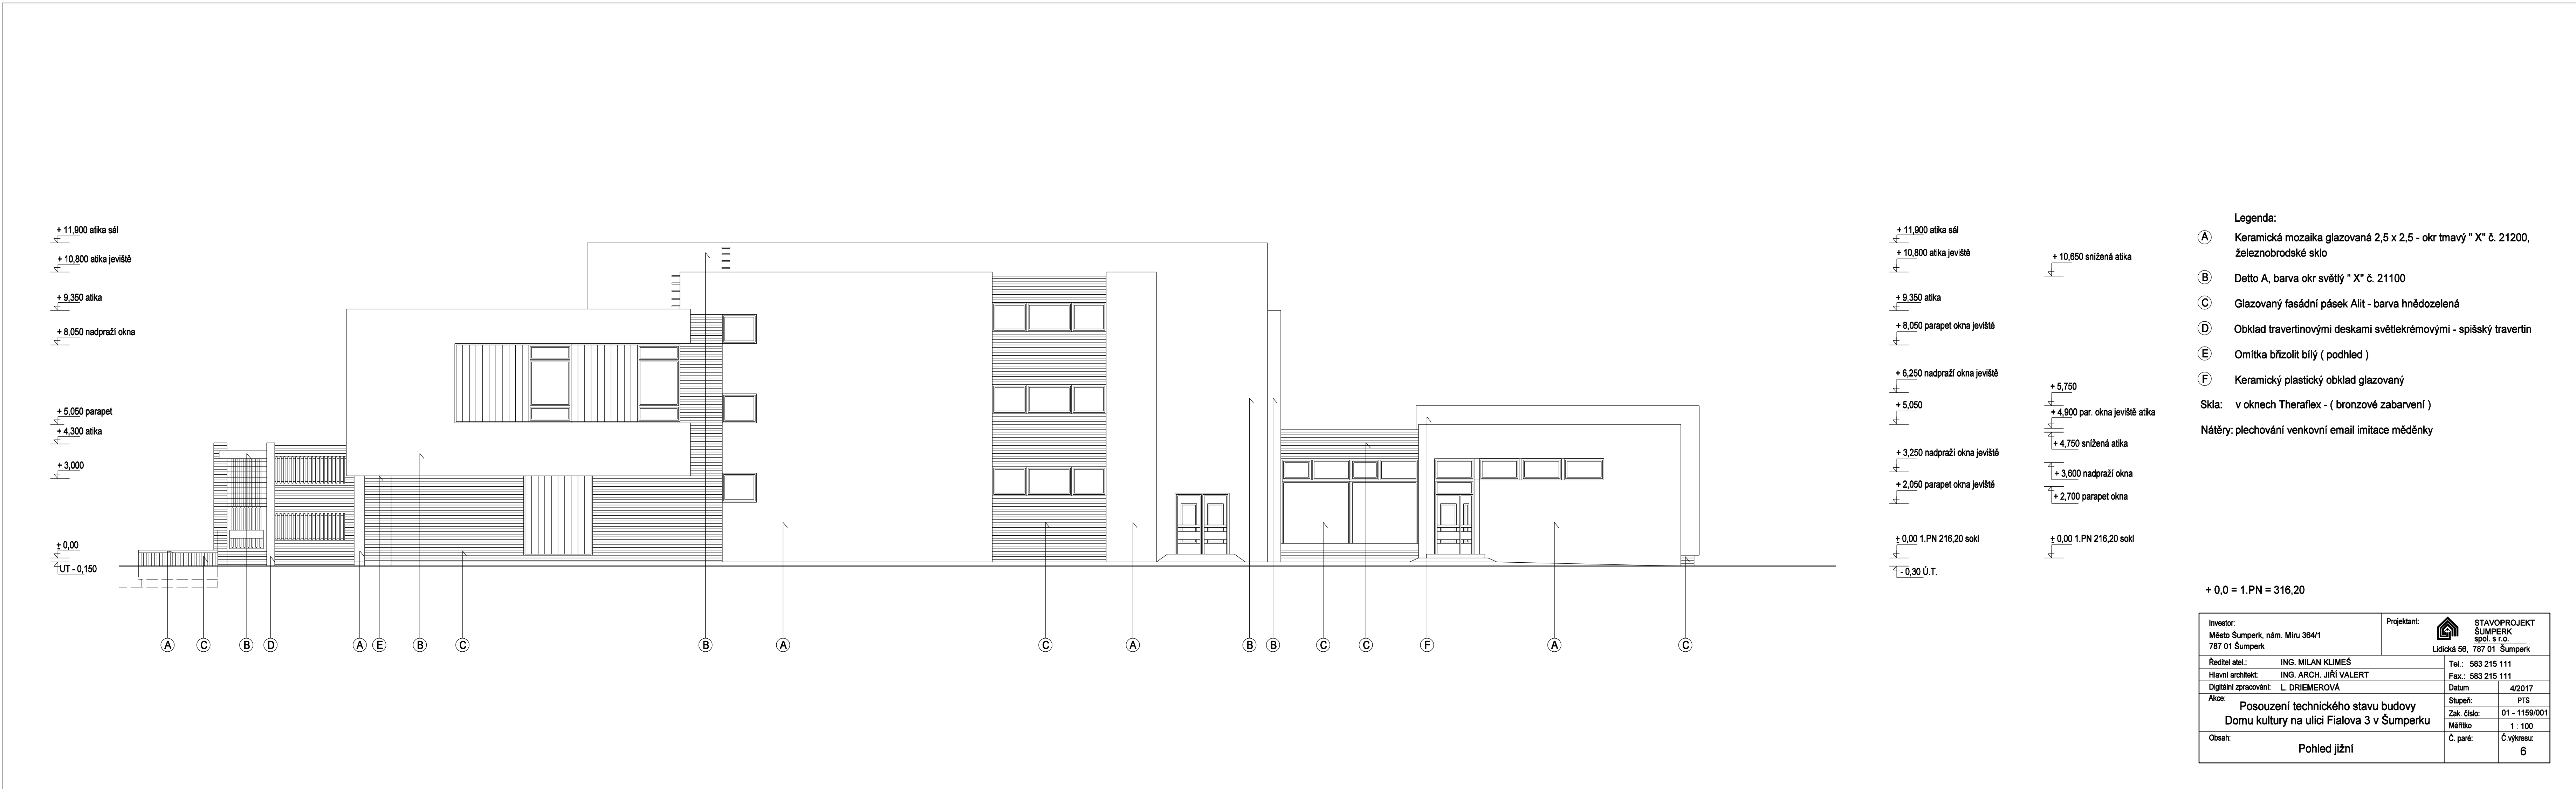 + 11,900 atika sál
+ 10,800 atika jeviště
+ 9,350 atika
+ 8,050 nadpraží okna
+ 5,050 parapet
+ 4,300 atika
+ 3,000
± 0,00
UT - 0,150
A C B D A E B C B A C A B B C C F A C
+ 11,900 atika sál
+ 10,800 atika jeviště
+ 9,350 atika
+ 8,050 parapet okna jeviště
+ 6,250 nadpraží okna jeviště
+ 5,050
+ 3,250 nadpraží okna jeviště
+ 2,050 parapet okna jeviště
± 0,00 1.PN 216,20 sokl
- 0,30 Ú.T.
+ 10,650 snížená atika
+ 5,750
+ 4,900 par. okna jeviště atika
+ 4,750 snížená atika
+ 3,600 nadpraží okna
+ 2,700 parapet okna
± 0,00 1.PN 216,20 sokl
Legenda:
A Keramická mozaika glazovaná 2,5 x 2,5 - okr tmavý " X" č. 21200,
železnobrodské sklo
B Detto A, barva okr světlý " X" č. 21100
C Glazovaný fasádní pásek Alit - barva hnědozelená
D Obklad travertinovými deskami světlekrémovými - spišský travertin
E Omítka břizolit bílý ( podhled )
F Keramický plastický obklad glazovaný
Skla: v oknech Theraflex - ( bronzové zabarvení )
Nátěry: plechování venkovní email imitace měděnky
+ 0,0 = 1.PN = 316,20
Investor:
Město Šumperk, nám. Míru 364/1
787 01 Šumperk
Projektant:
STAVOPROJEKT
ŠUMPERK
spol. s r.o.
Lidická 56, 787 01 Šumperk
Ředitel atel.: ING. MILAN KLIMEŠ
Tel.: 583 215 111
Hlavní architekt: ING. ARCH. JIŘÍ VALERT
Fax.: 583 215 111
Digitální zpracování: L. DRIEMEROVÁ
Datum 4/2017
Akce:
Posouzení technického stavu budovy
Domu kultury na ulici Fialova 3 v Šumperku
Stupeň: PTS
Zak. číslo: 01 - 1159/001
Měřítko 1 : 100
Obsah:
Pohled jižní
Č. paré:
Č.výkresu:
6